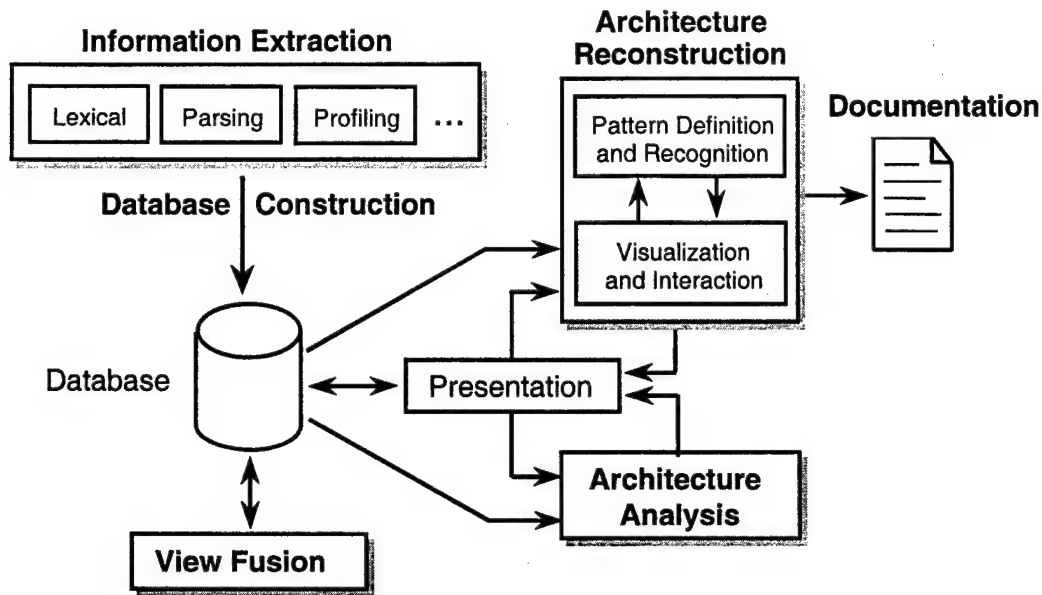 Information Extraction
Lexical
Parsing
Profiling
...
Architecture
Reconstruction
Pattern Definition
and Recognition
Visualization
and Interaction
Documentation
Database Construction
Database
Presentation
Architecture
Analysis
View Fusion